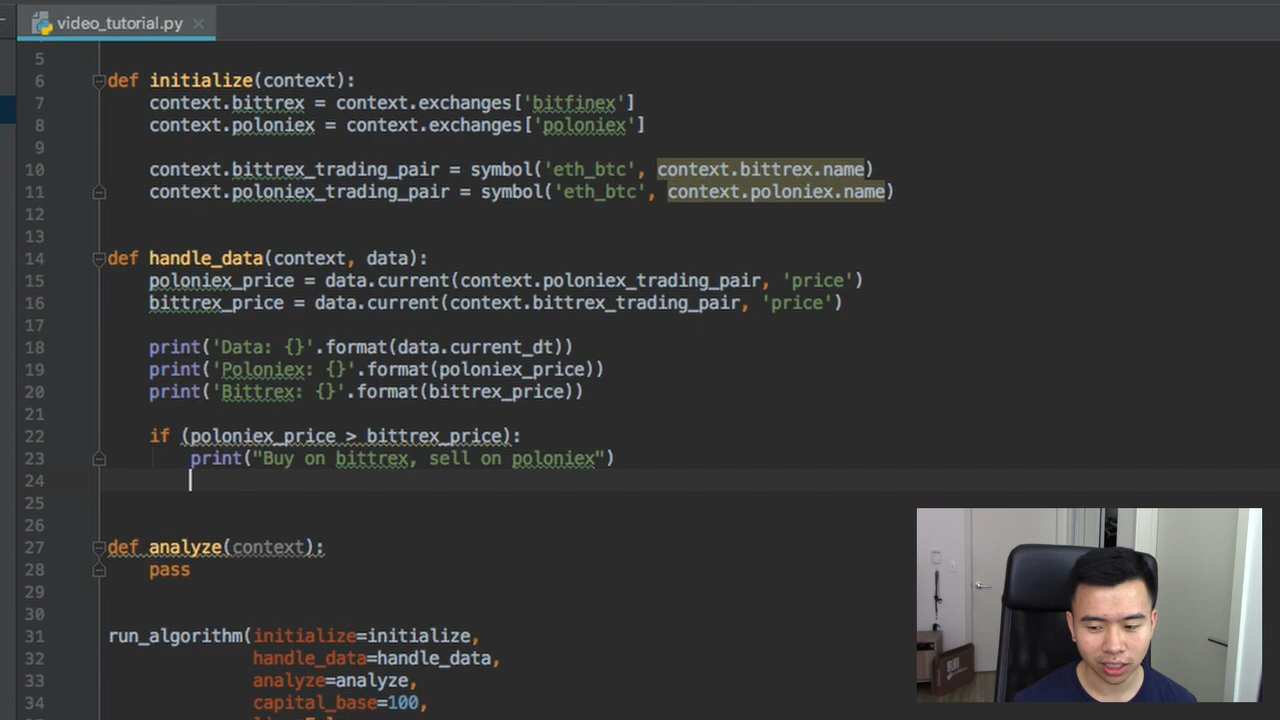 video_tutorial.py
5
6 def initialize(context):
7 context.bittrex = context.exchanges['bitfinex']
8 context.poloniex = context.exchanges['poloniex']
9
10 context.bittrex_trading_pair = symbol('eth_btc', context.bittrex.name)
11 context.poloniex_trading_pair = symbol('eth_btc', context.poloniex.name)
12
13
14 def handle_data(context, data):
15 poloniex_price = data.current(context.poloniex_trading_pair, 'price')
16 bittrex_price = data.current(context.bittrex_trading_pair, 'price')
17
18 print('Data: {}'.format(data.current_dt))
19 print('Poloniex: {}'.format(poloniex_price))
20 print('Bittrex: {}'.format(bittrex_price))
21
22 if (poloniex_price > bittrex_price):
23 print("Buy on bittrex, sell on poloniex")
24
25
26
27 def analyze(context):
28 pass
29
30
31 run_algorithm(initialize=initialize,
32 handle_data=handle_data,
33 analyze=analyze,
34 capital_base=100,